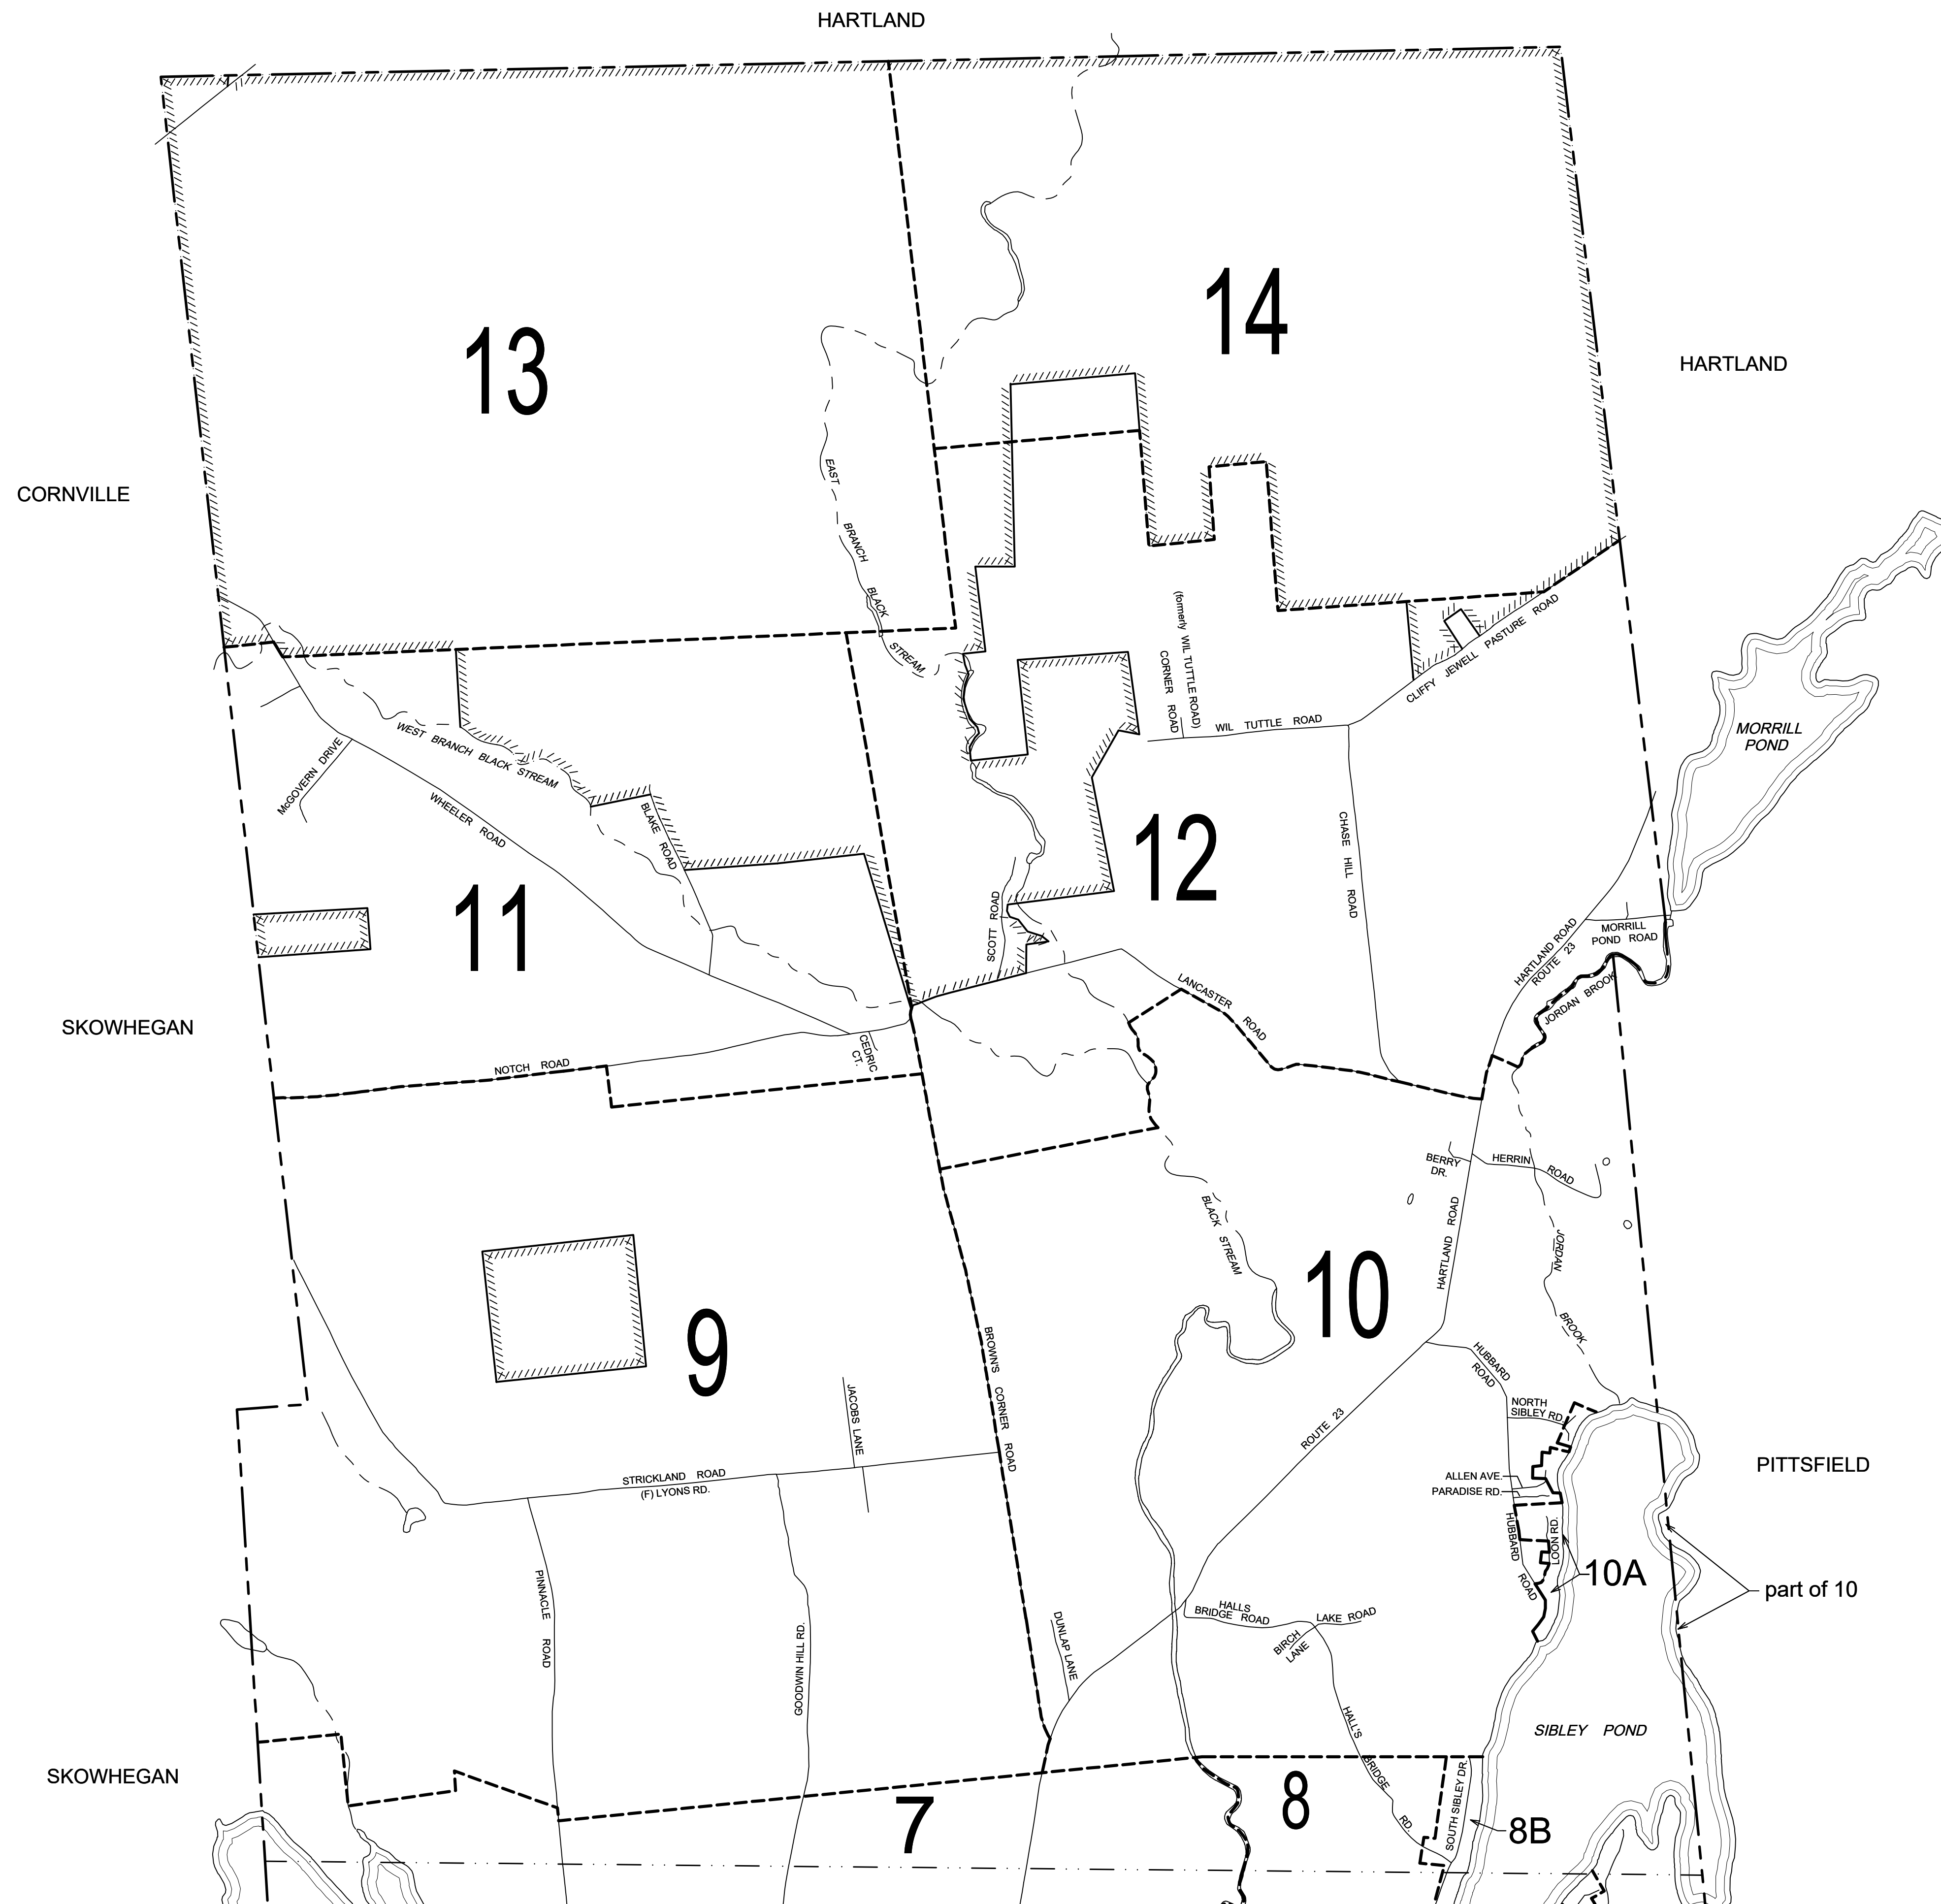 HARTLAND
14
13
HARTLAND
CORNVILLE
EAST BRANCH BLACK STREAM
(formerly WIL TUTTLE ROAD)
CORNER ROAD
CLIFFY JEWELL PASTURE ROAD
WIL TUTTLE ROAD
MORRILL
POND
WEST BRANCH BLACK STREAM
McGOVERN DRIVE
WHEELER ROAD
BLAKE ROAD
12
CHASE HILL ROAD
11
SCOTT ROAD
HARTLAND ROAD
ROUTE 23
MORRILL
POND ROAD
LANCASTER ROAD
JORDAN BROOK
SKOWHEGAN
NOTCH ROAD
CEDRIC
CT.
BERRY
DR.
HERRIN ROAD
BLACK STREAM
HARTLAND ROAD
JORDAN BROOK
10
9
BROWN'S CORNER ROAD
HUBBARD
ROAD
JACOBS LANE
NORTH
SIBLEY RD.
ROUTE 23
STRICKLAND ROAD
(F) LYONS RD.
PITTSFIELD
ALLEN AVE.
PARADISE RD.
HUBBARD ROAD
LOON RD.
10A
part of 10
PINNACLE ROAD
GOODWIN HILL RD.
DUNLAP LANE
HALLS
BRIDGE ROAD
LAKE ROAD
BIRCH
LANE
HALL'S BRIDGE RD.
SIBLEY POND
SKOWHEGAN
7
8
SOUTH SIBLEY DR.
8B